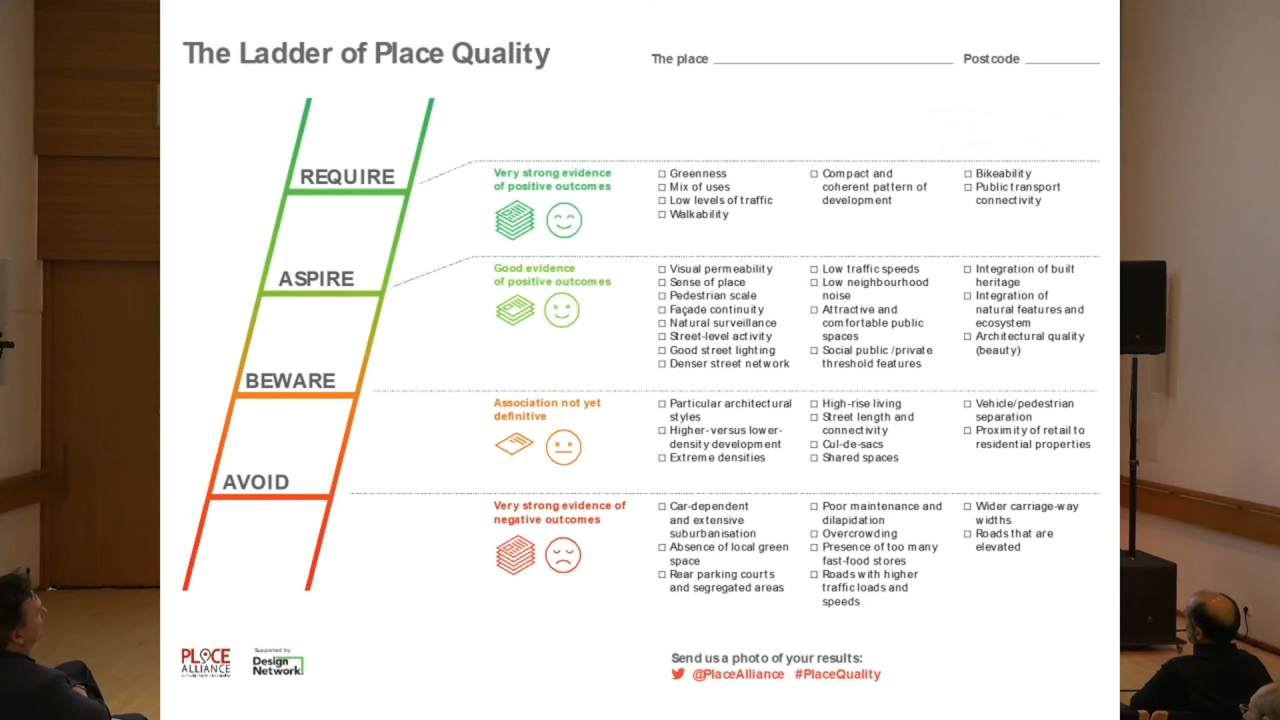 The Ladder of Place Quality
The place
Postcode
REQUIRE
Very strong evidence
of positive outcomes
☐ Greenness
☐ Mix of uses
☐ Low levels of traffic
☐ Walkability
☐ Compact and
coherent pattern of
development
☐ Bikeability
☐ Public transport
connectivity
ASPIRE
Good evidence
of positive outcomes
☐ Visual permeability
☐ Sense of place
☐ Pedestrian scale
☐ Façade continuity
☐ Natural surveillance
☐ Street-level activity
☐ Good street lighting
☐ Denser street network
☐ Low traffic speeds
☐ Low neighbourhood
noise
☐ Attractive and
comfortable public
spaces
☐ Social public /private
threshold features
☐ Integration of built
heritage
☐ Integration of
natural features and
ecosystem
☐ Architectural quality
(beauty)
BEWARE
Association not yet
definitive
☐ Particular architectural
styles
☐ Higher-versus lower-
density development
☐ Extreme densities
☐ High-rise living
☐ Street length and
connectivity
☐ Cul-de-sacs
☐ Shared spaces
☐ Vehicle/pedestrian
separation
☐ Proximity of retail to
residential properties
AVOID
Very strong evidence of
negative outcomes
☐ Car-dependent
and extensive
suburbanisation
☐ Absence of local green
space
☐ Rear parking courts
and segregated areas
☐ Poor maintenance and
dilapidation
☐ Overcrowding
☐ Presence of too many
fast-food stores
☐ Roads with higher
traffic loads and
speeds
☐ Wider carriage-way
widths
☐ Roads that are
elevated
PLACE
ALLIANCE
Supported by
Design
Network
Send us a photo of your results:
@PlaceAlliance #PlaceQuality